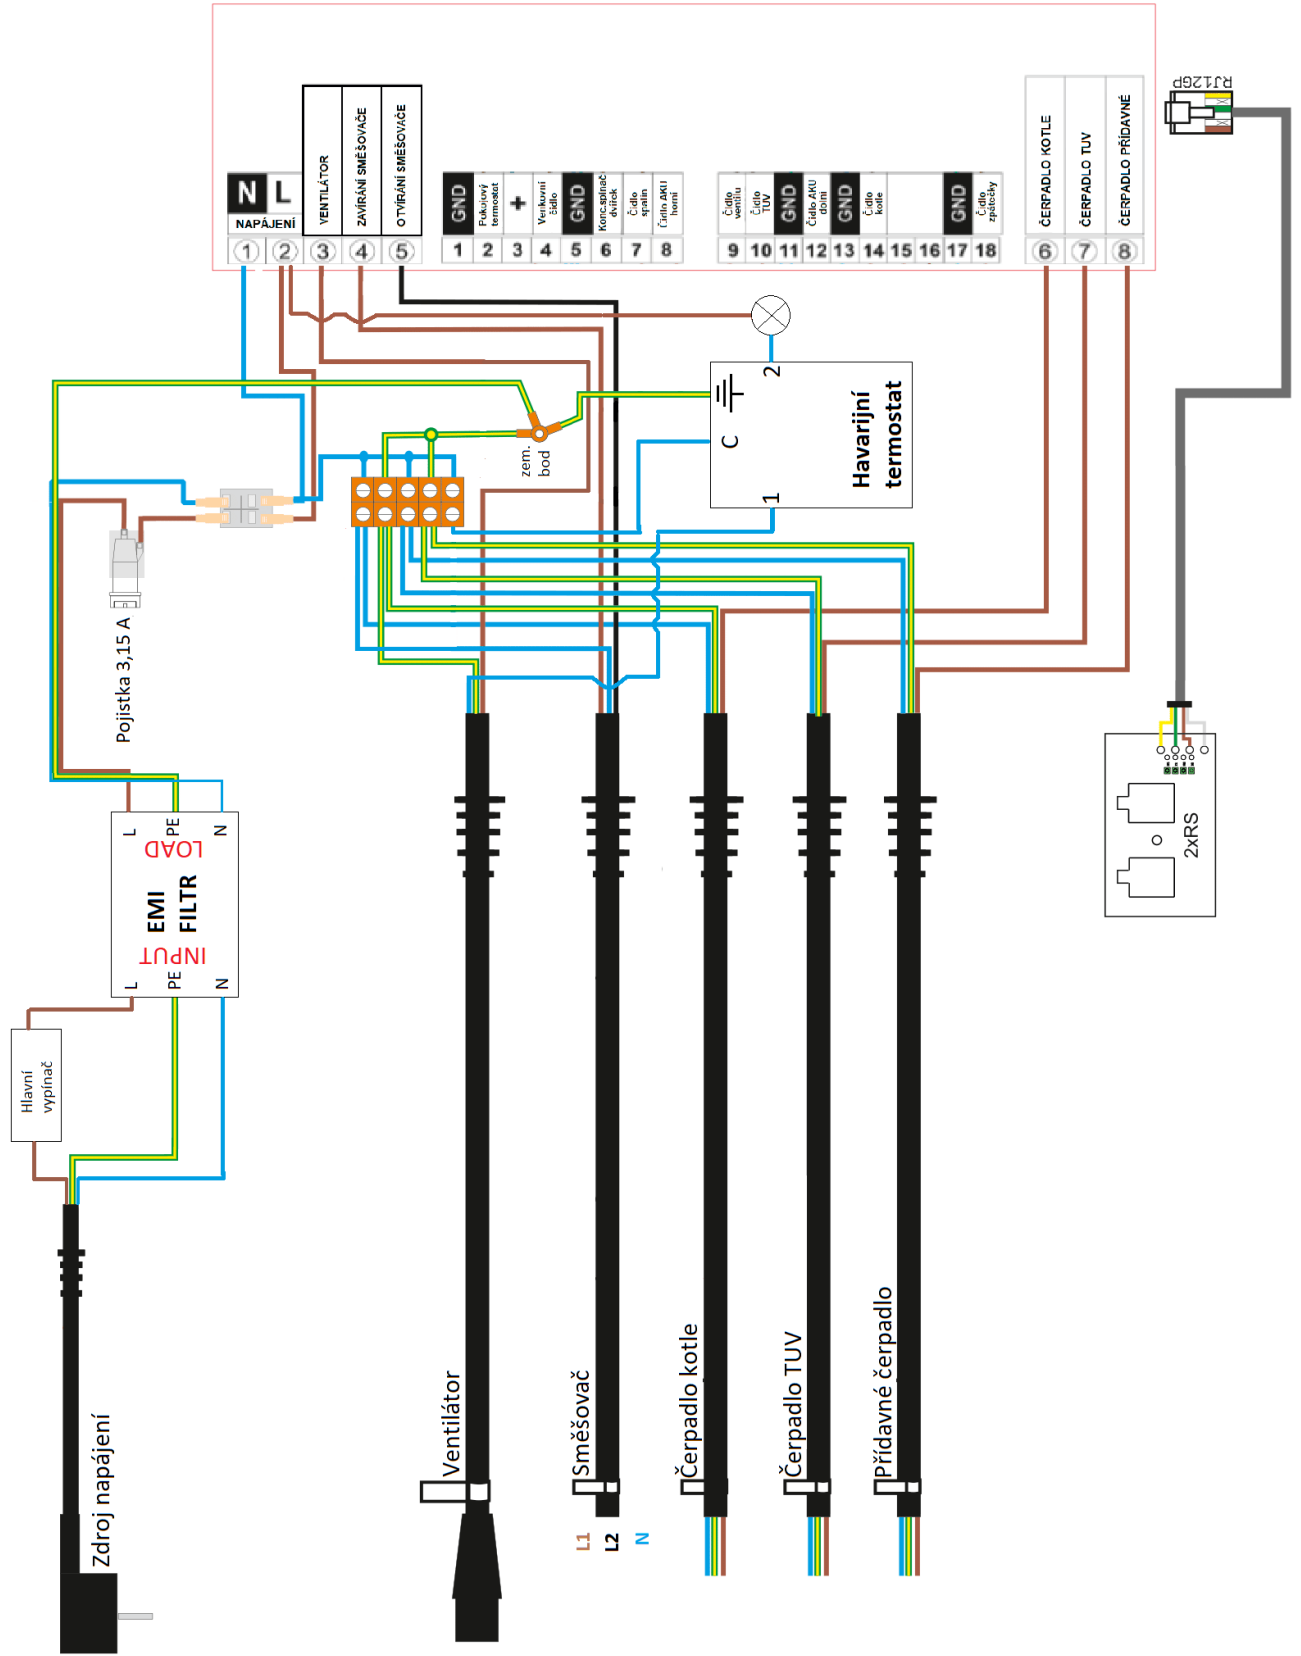 N
L
NAPÁJENÍ
VENTILÁTOR
ZAVÍRÁNÍ SMĚŠOVAČE
OTVÍRÁNÍ SMĚŠOVAČE
1
2
3
4
5
GND
Pokojový
termostat
+
Venkovní
čidlo
GND
Konc.spínač
dvířek
Čidlo
spalin
Čidlo AKU
horní
1
2
3
4
5
6
7
8
Čidlo
ventilu
Čidlo
TUV
GND
Čidlo AKU
dolní
GND
Čidlo
kotle
GND
Čidlo
zpátečky
9
10
11
12
13
14
15
16
17
18
ČERPADLO KOTLE
ČERPADLO TUV
ČERPADLO PŘÍDAVNÉ
6
7
8
RJ12GP
2
C
1
Havarijní
termostat
zem.
bod
Pojistka 3,15 A
L
PE
N
LOAD
EMI
FILTR
INPUT
L
PE
N
Hlavní
vypínač
2xRS
Zdroj napájení
Ventilátor
Směšovač
L1
L2
N
Čerpadlo kotle
Čerpadlo TUV
Přídavné čerpadlo